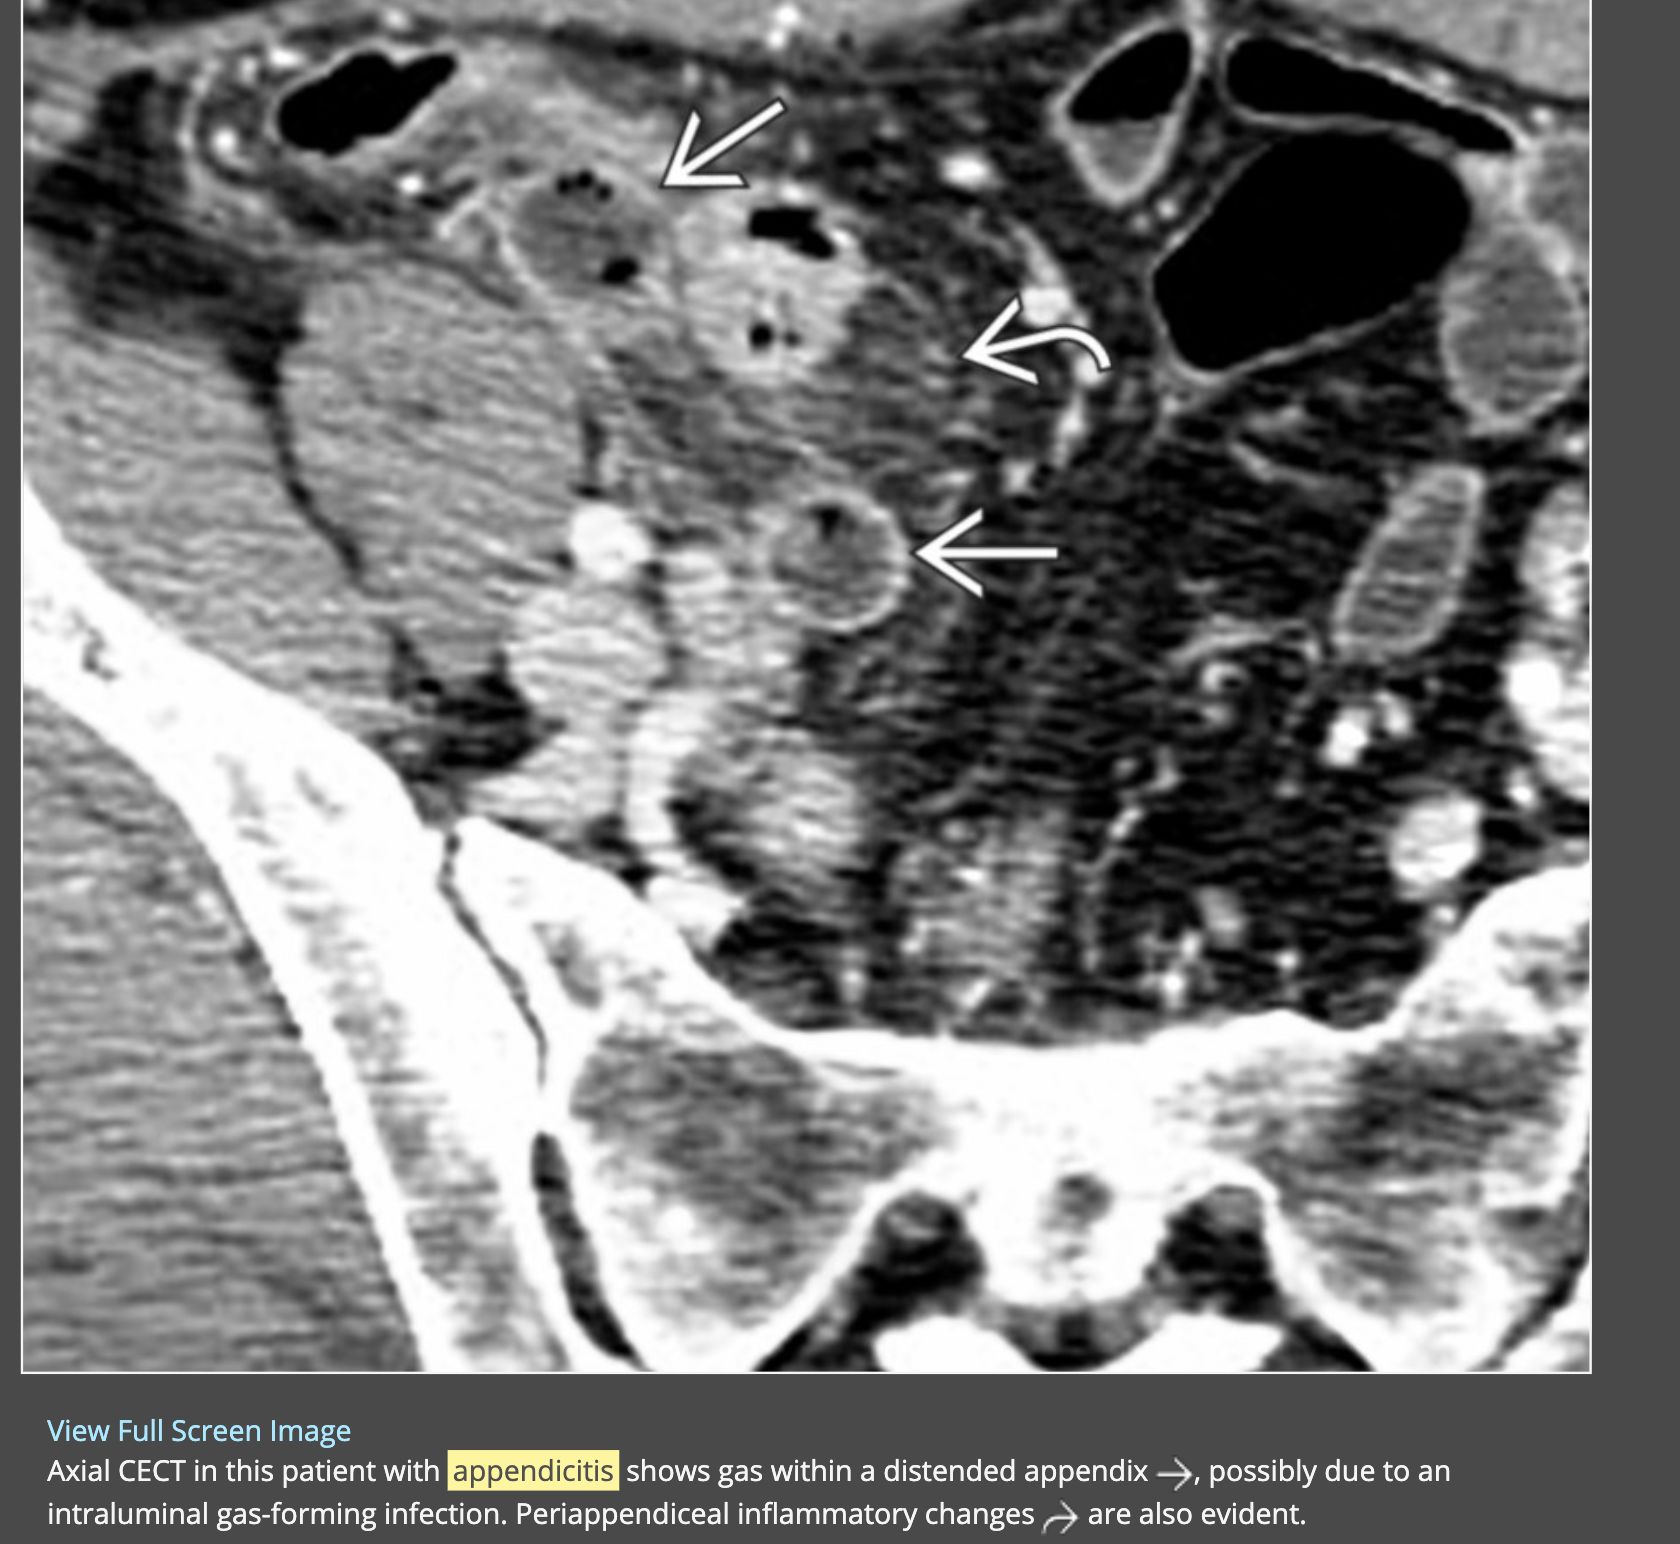 View Full Screen Image
Axial CECT in this patient with appendicitis shows gas within a distended appendix →, possibly due to an
intraluminal gas-forming infection. Periappendiceal inflammatory changes ↷ are also evident.